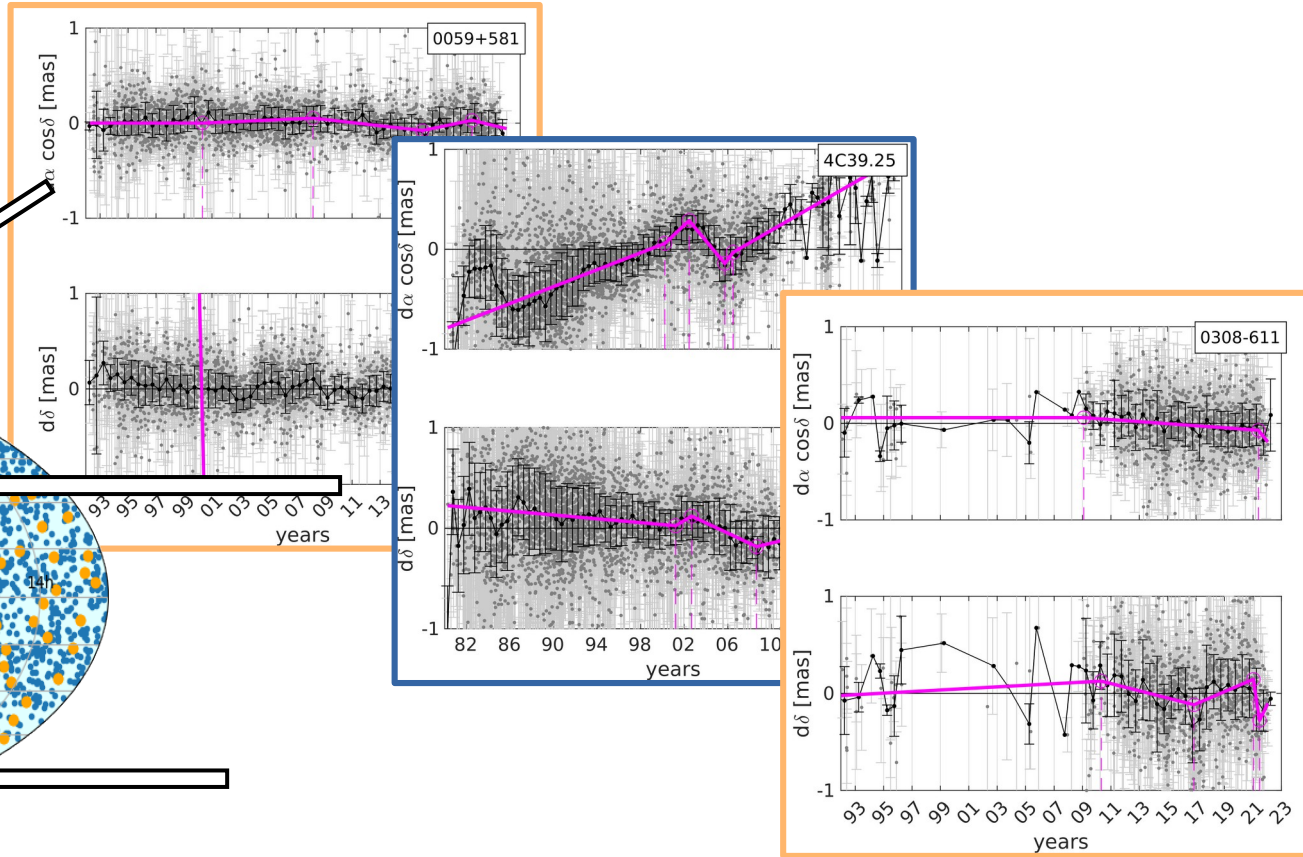 0059+581
1
0
-1
α cosδ [mas]
1
0
dδ [mas]
93 95 97 99 01 03 05 07 09 11 13
years
14h
4C39.25
1
0
-1
dα cosδ [mas]
1
0
-1
dδ [mas]
82 86 90 94 98 02 06 10
years
0308-611
1
0
-1
dα cosδ [mas]
1
0
-1
dδ [mas]
93 95 97 99 01 03 05 07 09 11 13 15 17 19 21 23
years